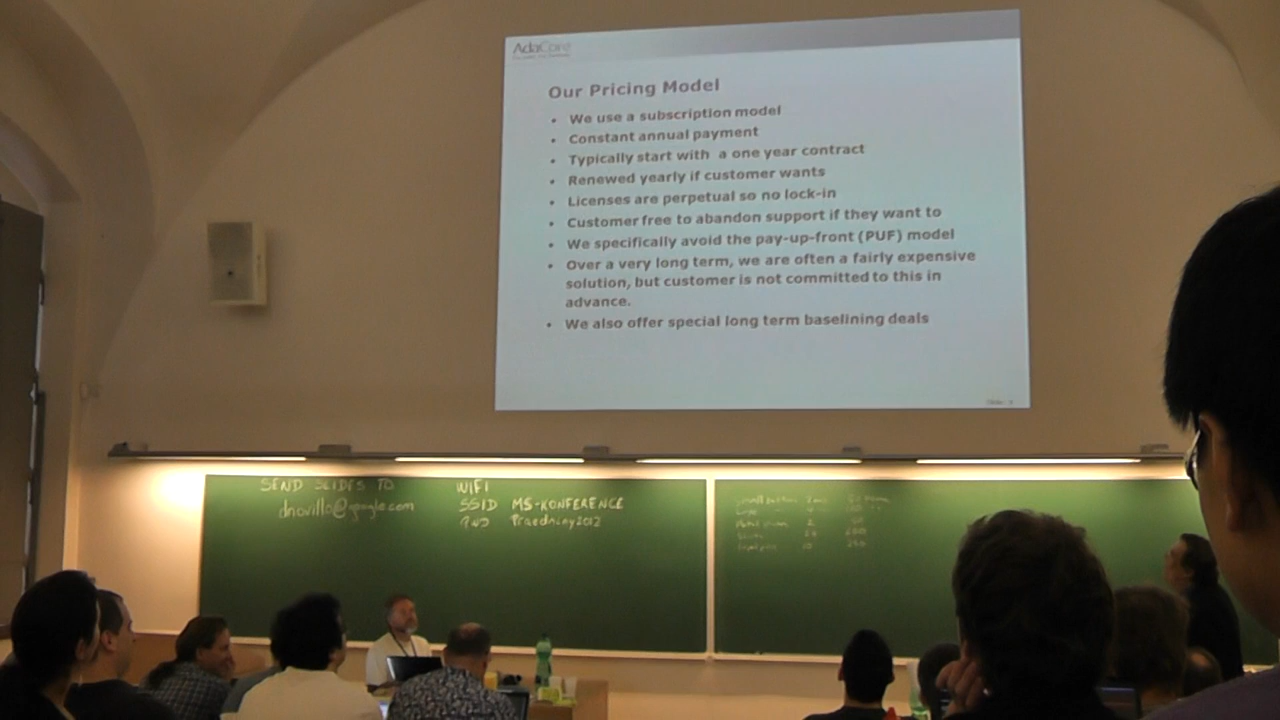 AdaCore
Our Pricing Model
• We use a subscription model
• Constant annual payment
• Typically start with a one year contract
• Renewed yearly if customer wants
• Licenses are perpetual so no lock-in
• Customer free to abandon support if they want to
• We specifically avoid the pay-up-front (PUF) model
• Over a very long term, we are often a fairly expensive
solution, but customer is not committed to this in
advance.
• We also offer special long term baselining deals
SEND SLIDES TO
dnovillo@google.com
WIFI
SSID MS-KONFERENCE
PWD